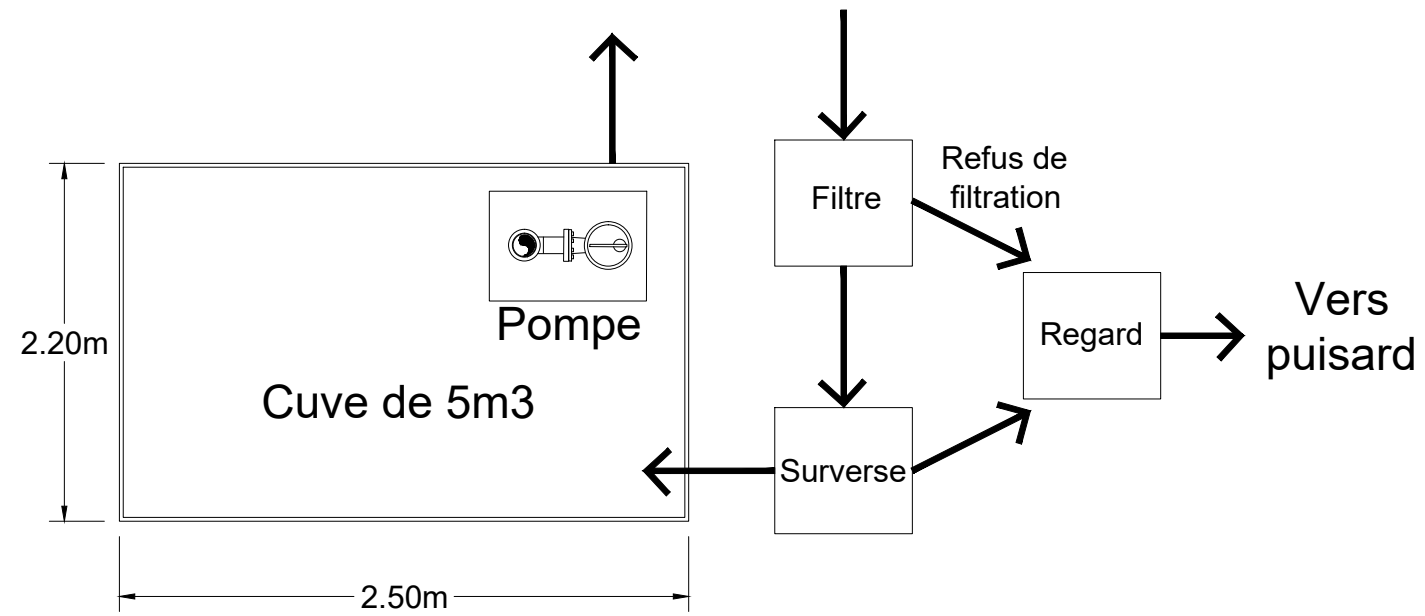 Refus de
filtration
Filtre
Pompe
2.20m
Regard
Vers
puisard
Cuve de 5m3
Surverse
2.50m